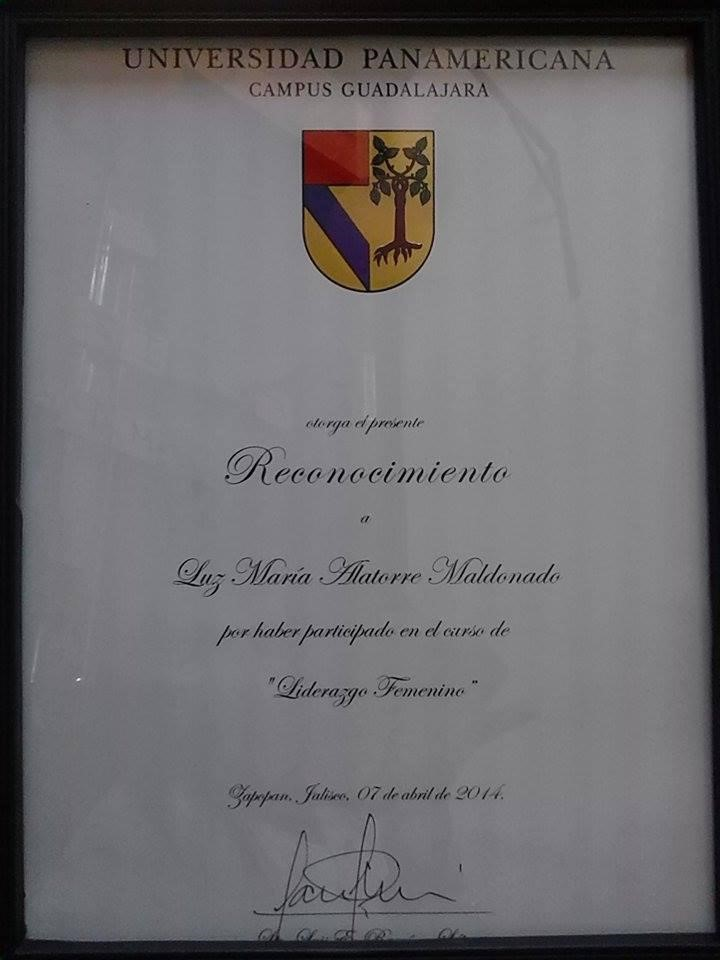 UNIVERSIDAD PANAMERICANA
CAMPUS GUADALAJARA
otorga el presente
Reconocimiento
a
Luz María Alatorre Maldonado
por haber participado en el curso de
"Liderazgo Femenino"
Zapopan, Jalisco, 07 de abril de 2014.